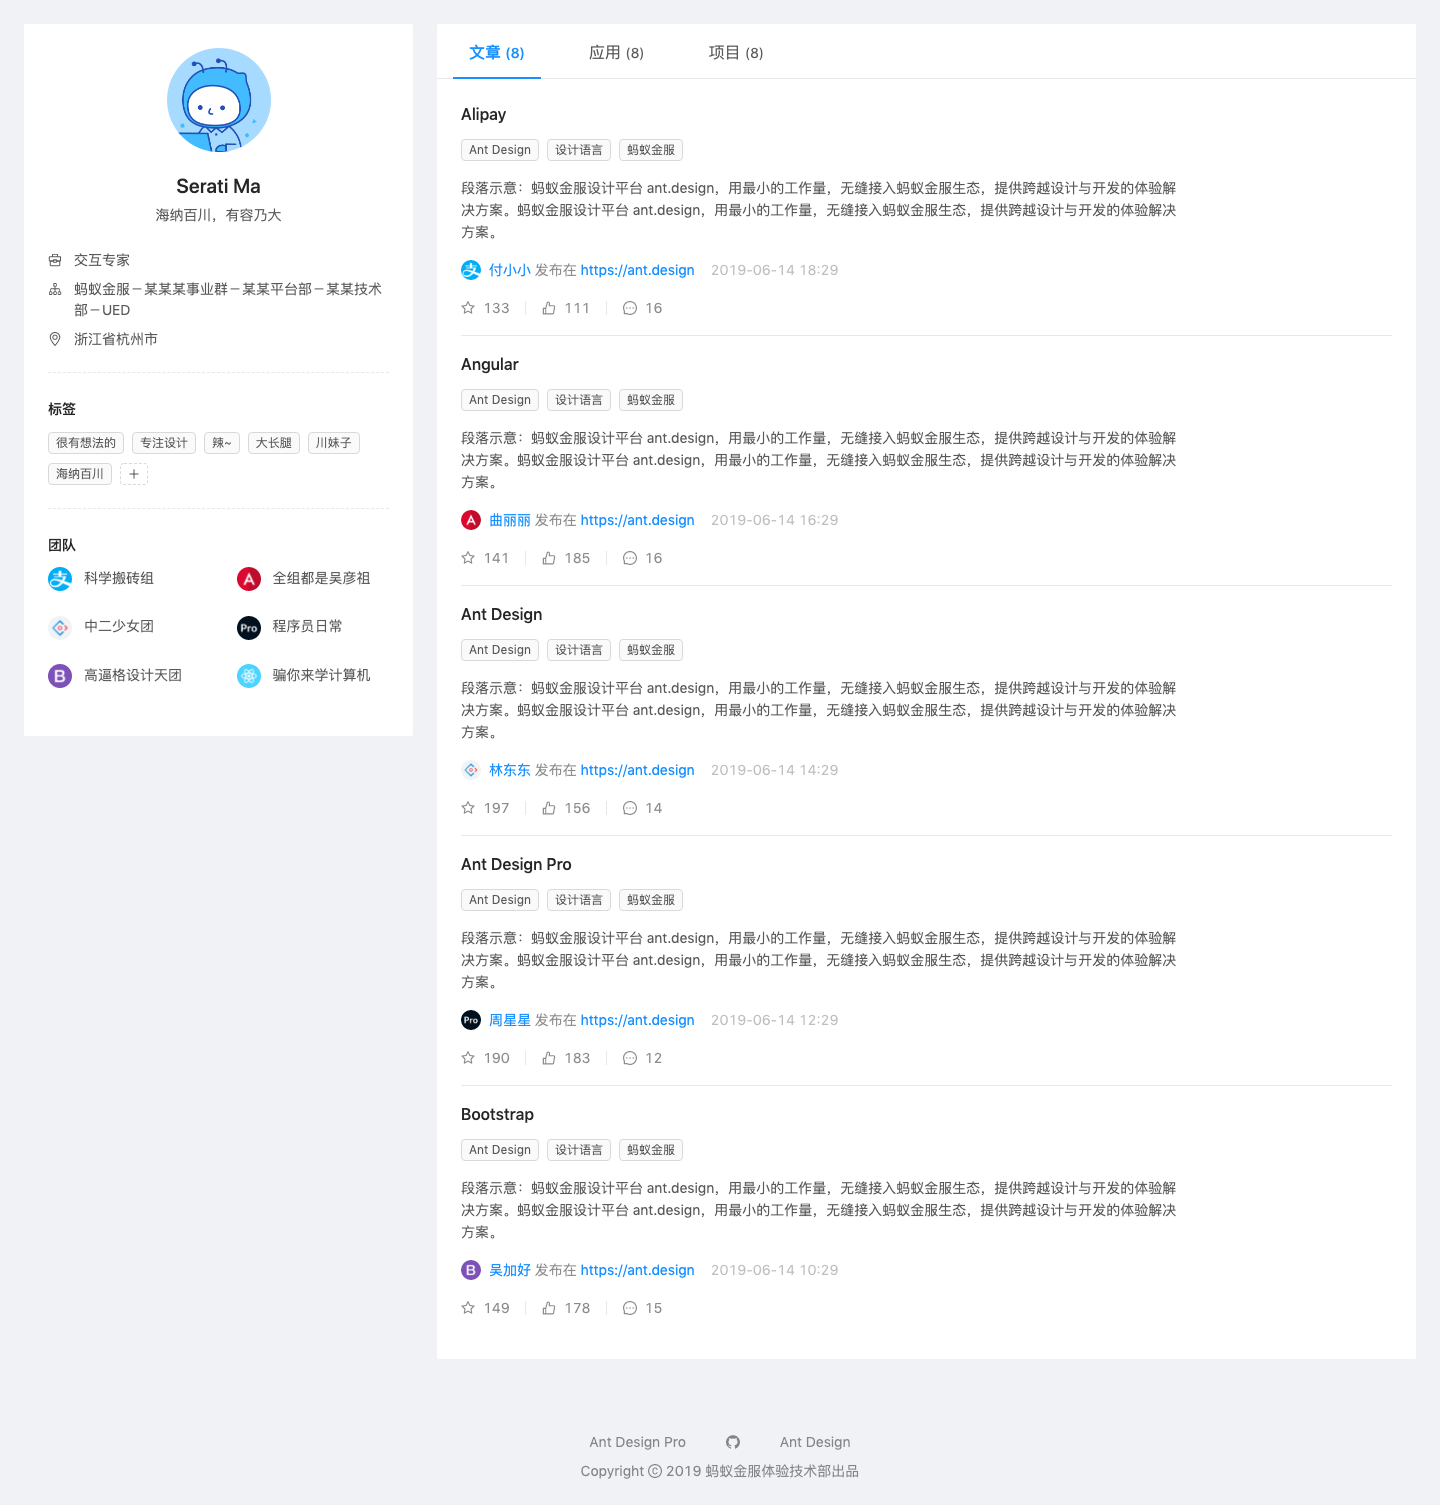 Serati Ma
海纳百川，有容乃大
交互专家
蚂蚁金服－某某某事业群－某某平台部－某某技术
部－UED
浙江省杭州市
标签
很有想法的 专注设计 辣~ 大长腿 川妹子
海纳百川 +
团队
科学搬砖组 全组都是吴彦祖
中二少女团 程序员日常
高逼格设计天团 骗你来学计算机
文章 (8) 应用 (8) 项目 (8)
Alipay
Ant Design 设计语言 蚂蚁金服
段落示意：蚂蚁金服设计平台 ant.design，用最小的工作量，无缝接入蚂蚁金服生态，提供跨越设计与开发的体验解
决方案。蚂蚁金服设计平台 ant.design，用最小的工作量，无缝接入蚂蚁金服生态，提供跨越设计与开发的体验解决
方案。
付小小 发布在 https://ant.design 2019-06-14 18:29
133 111 16
Angular
Ant Design 设计语言 蚂蚁金服
段落示意：蚂蚁金服设计平台 ant.design，用最小的工作量，无缝接入蚂蚁金服生态，提供跨越设计与开发的体验解
决方案。蚂蚁金服设计平台 ant.design，用最小的工作量，无缝接入蚂蚁金服生态，提供跨越设计与开发的体验解决
方案。
曲丽丽 发布在 https://ant.design 2019-06-14 16:29
141 185 16
Ant Design
Ant Design 设计语言 蚂蚁金服
段落示意：蚂蚁金服设计平台 ant.design，用最小的工作量，无缝接入蚂蚁金服生态，提供跨越设计与开发的体验解
决方案。蚂蚁金服设计平台 ant.design，用最小的工作量，无缝接入蚂蚁金服生态，提供跨越设计与开发的体验解决
方案。
林东东 发布在 https://ant.design 2019-06-14 14:29
197 156 14
Ant Design Pro
Ant Design 设计语言 蚂蚁金服
段落示意：蚂蚁金服设计平台 ant.design，用最小的工作量，无缝接入蚂蚁金服生态，提供跨越设计与开发的体验解
决方案。蚂蚁金服设计平台 ant.design，用最小的工作量，无缝接入蚂蚁金服生态，提供跨越设计与开发的体验解决
方案。
Pro 周星星 发布在 https://ant.design 2019-06-14 12:29
190 183 12
Bootstrap
Ant Design 设计语言 蚂蚁金服
段落示意：蚂蚁金服设计平台 ant.design，用最小的工作量，无缝接入蚂蚁金服生态，提供跨越设计与开发的体验解
决方案。蚂蚁金服设计平台 ant.design，用最小的工作量，无缝接入蚂蚁金服生态，提供跨越设计与开发的体验解决
方案。
B 吴加好 发布在 https://ant.design 2019-06-14 10:29
149 178 15
Ant Design Pro Ant Design
Copyright © 2019 蚂蚁金服体验技术部出品